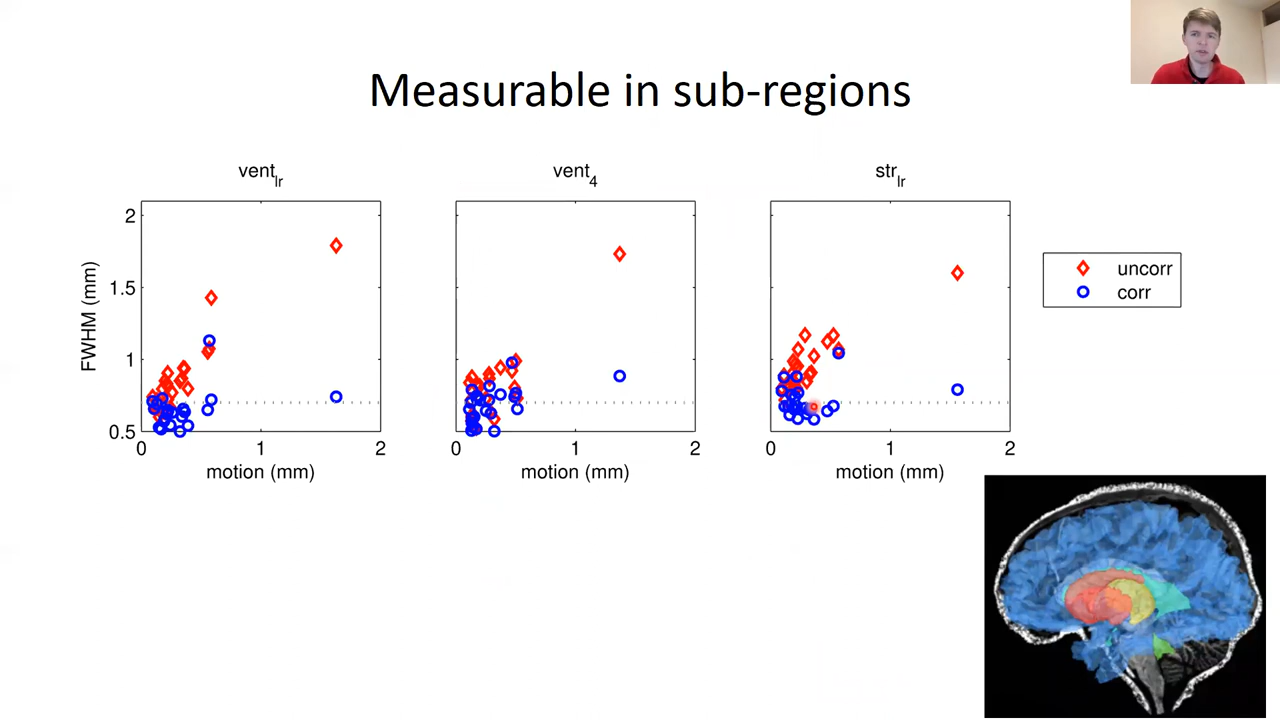 Measurable in sub-regions
vent_lr
vent_4
str_lr
FWHM (mm)
2
1.5
1
0.5
0 1 2
0 1 2
0 1 2
motion (mm)
motion (mm)
motion (mm)
uncorr
corr